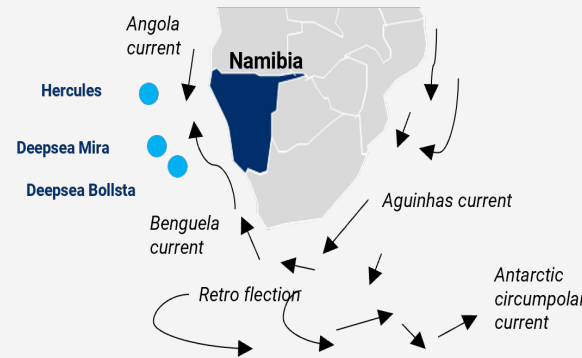 Angola
current
Namibia
Hercules
Deepsea Mira
Deepsea Bollsta
Aguinhas current
Benguela
current
Retro flection
Antarctic
circumpolar
current